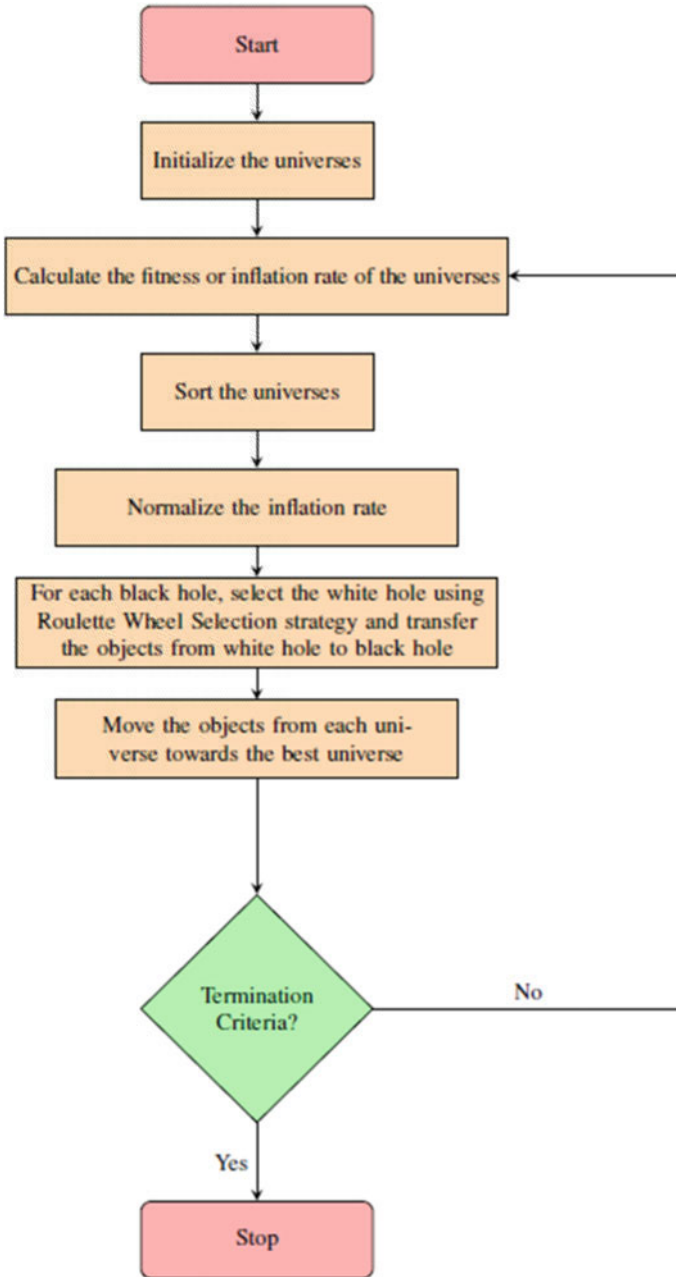 Start
Initialize the universes
Calculate the fitness or inflation rate of the universes
Sort the universes
Normalize the inflation rate
For each black hole, select the white hole using
Roulette Wheel Selection strategy and transfer
the objects from white hole to black hole
Move the objects from each uni-
verse towards the best universe
Termination
Criteria?
No
Yes
Stop